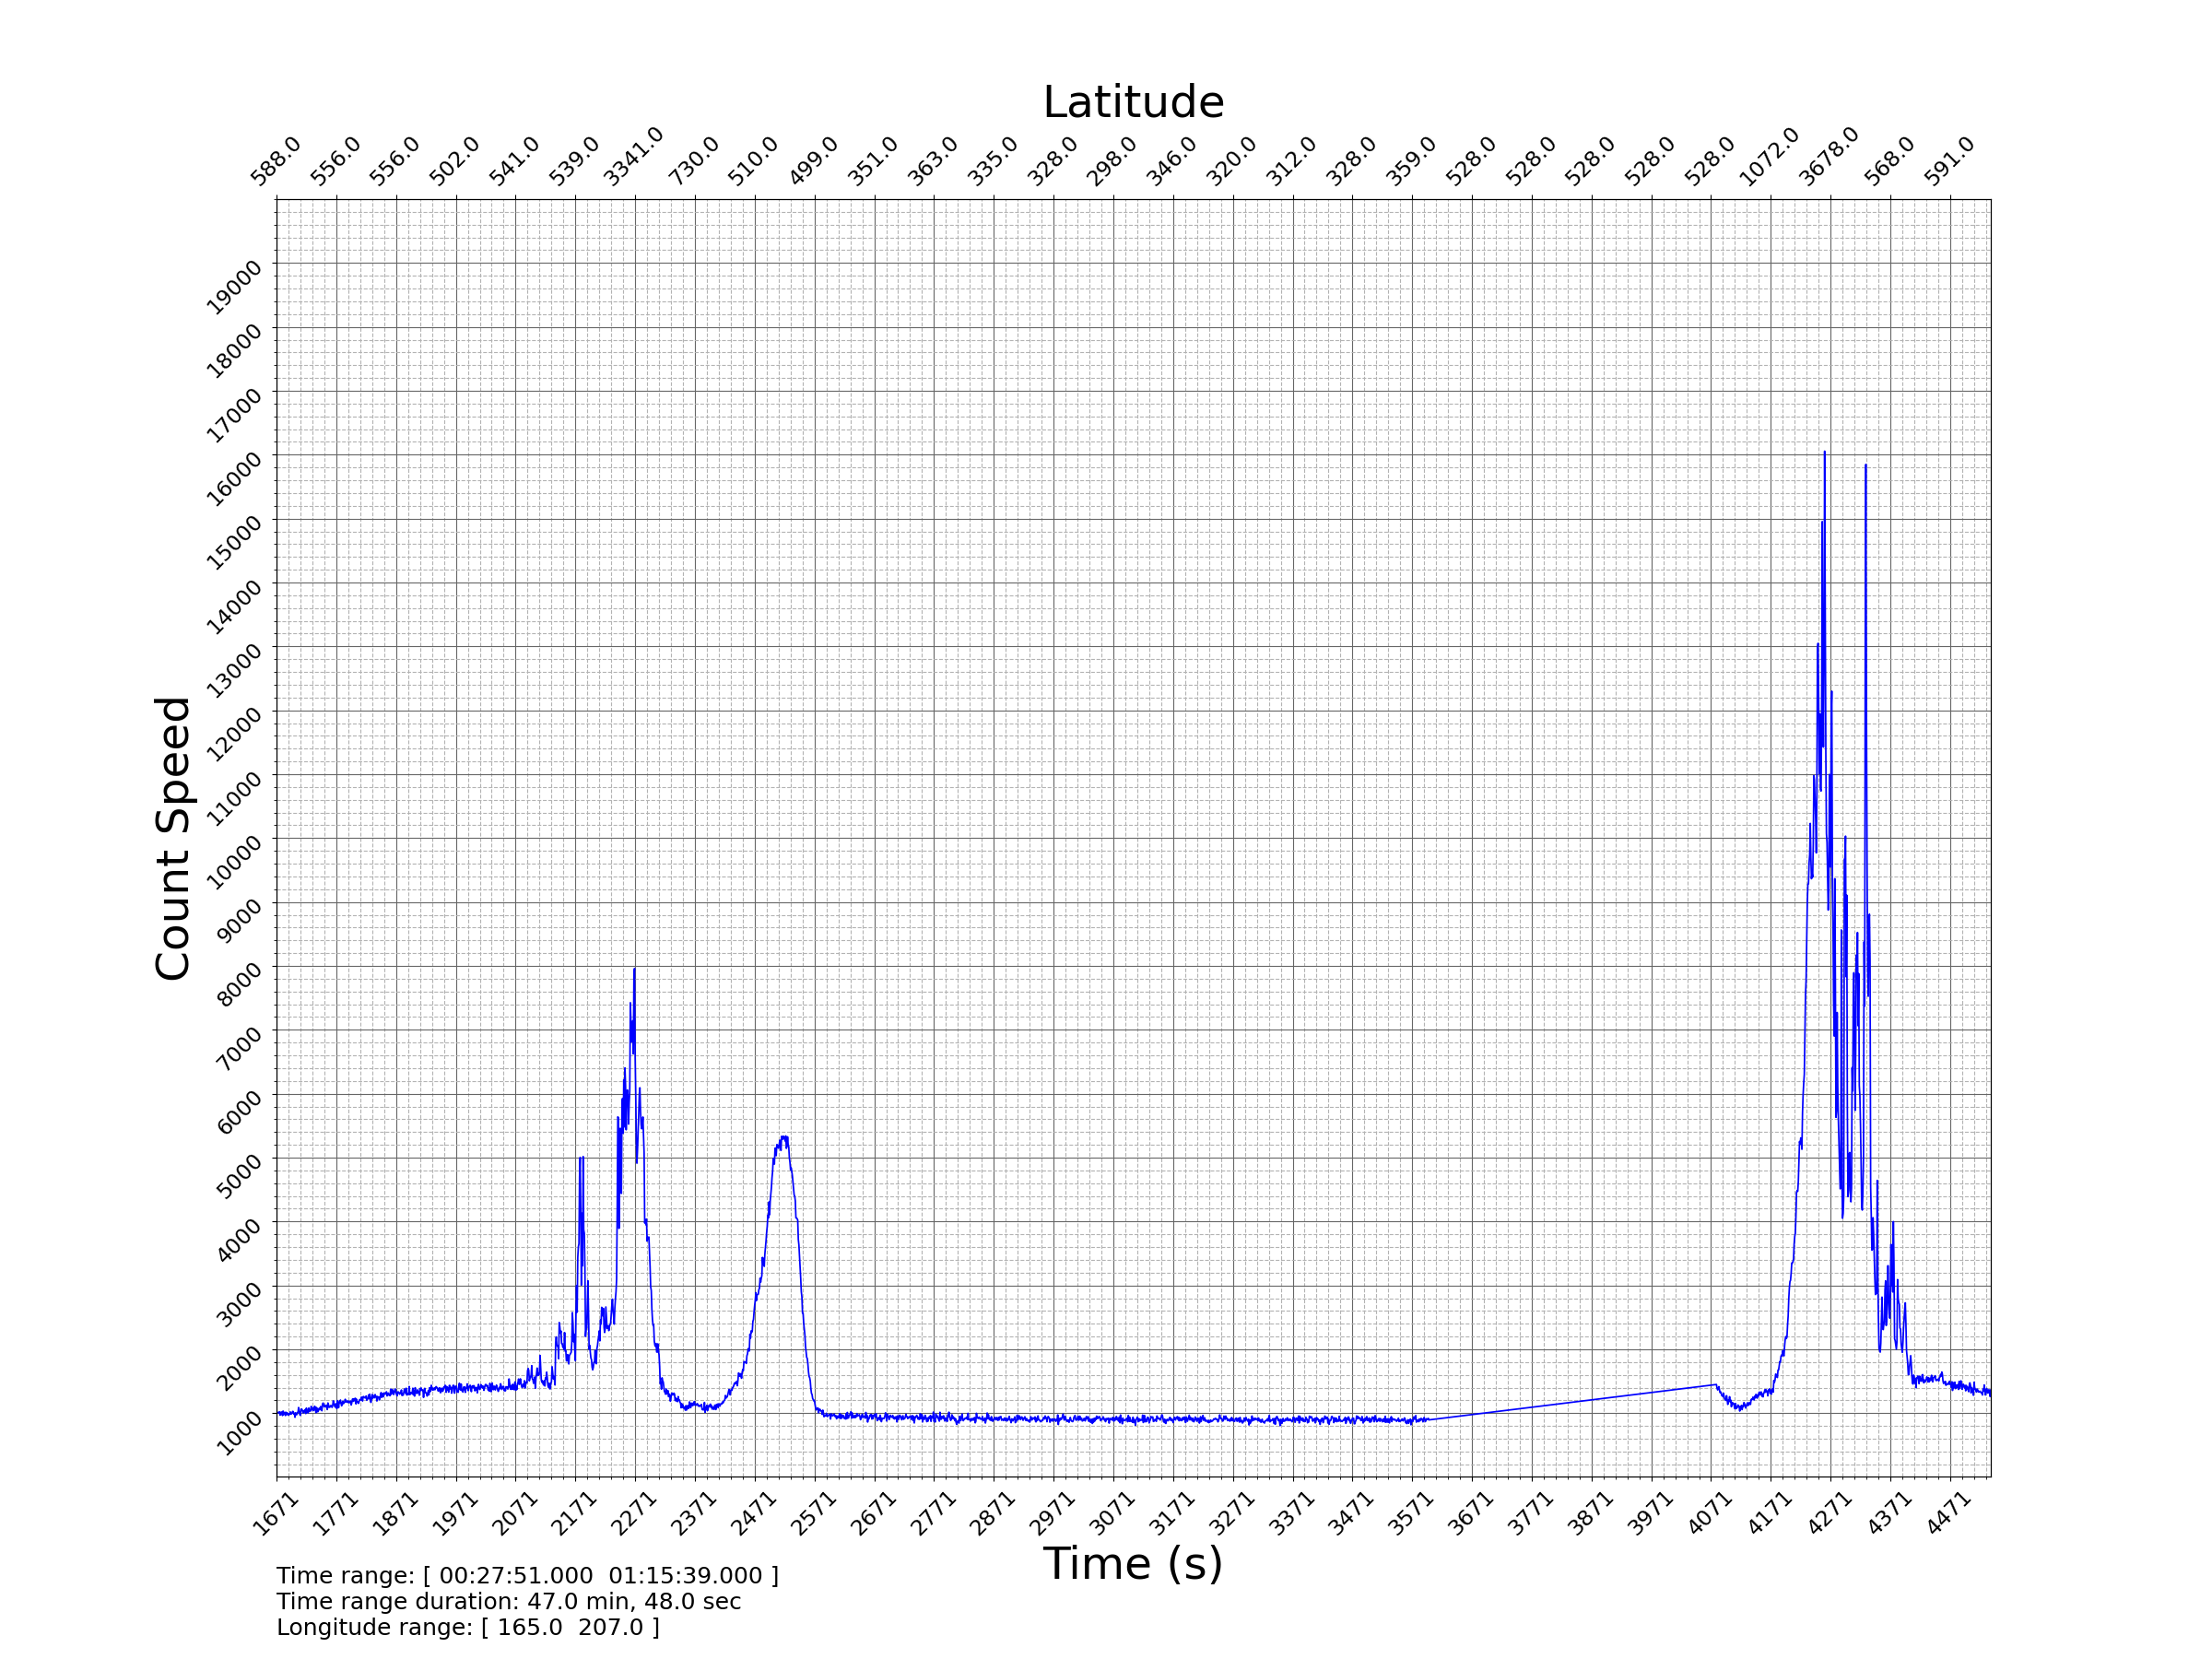 Latitude
588.0 556.0 556.0 502.0 541.0 539.0 3341.0 730.0 510.0 499.0 351.0 363.0 335.0 328.0 298.0 346.0 320.0 312.0 328.0 359.0 528.0 528.0 528.0 528.0 528.0 1072.0 3678.0 568.0 591.0
19000
18000
17000
16000
15000
14000
13000
12000
11000
10000
9000
8000
7000
6000
5000
4000
3000
2000
1000
Count Speed
1671 1771 1871 1971 2071 2171 2271 2371 2471 2571 2671 2771 2871 2971 3071 3171 3271 3371 3471 3571 3671 3771 3871 3971 4071 4171 4271 4371 4471
Time (s)
Time range: [ 00:27:51.000  01:15:39.000 ]
Time range duration: 47.0 min, 48.0 sec
Longitude range: [ 165.0  207.0 ]